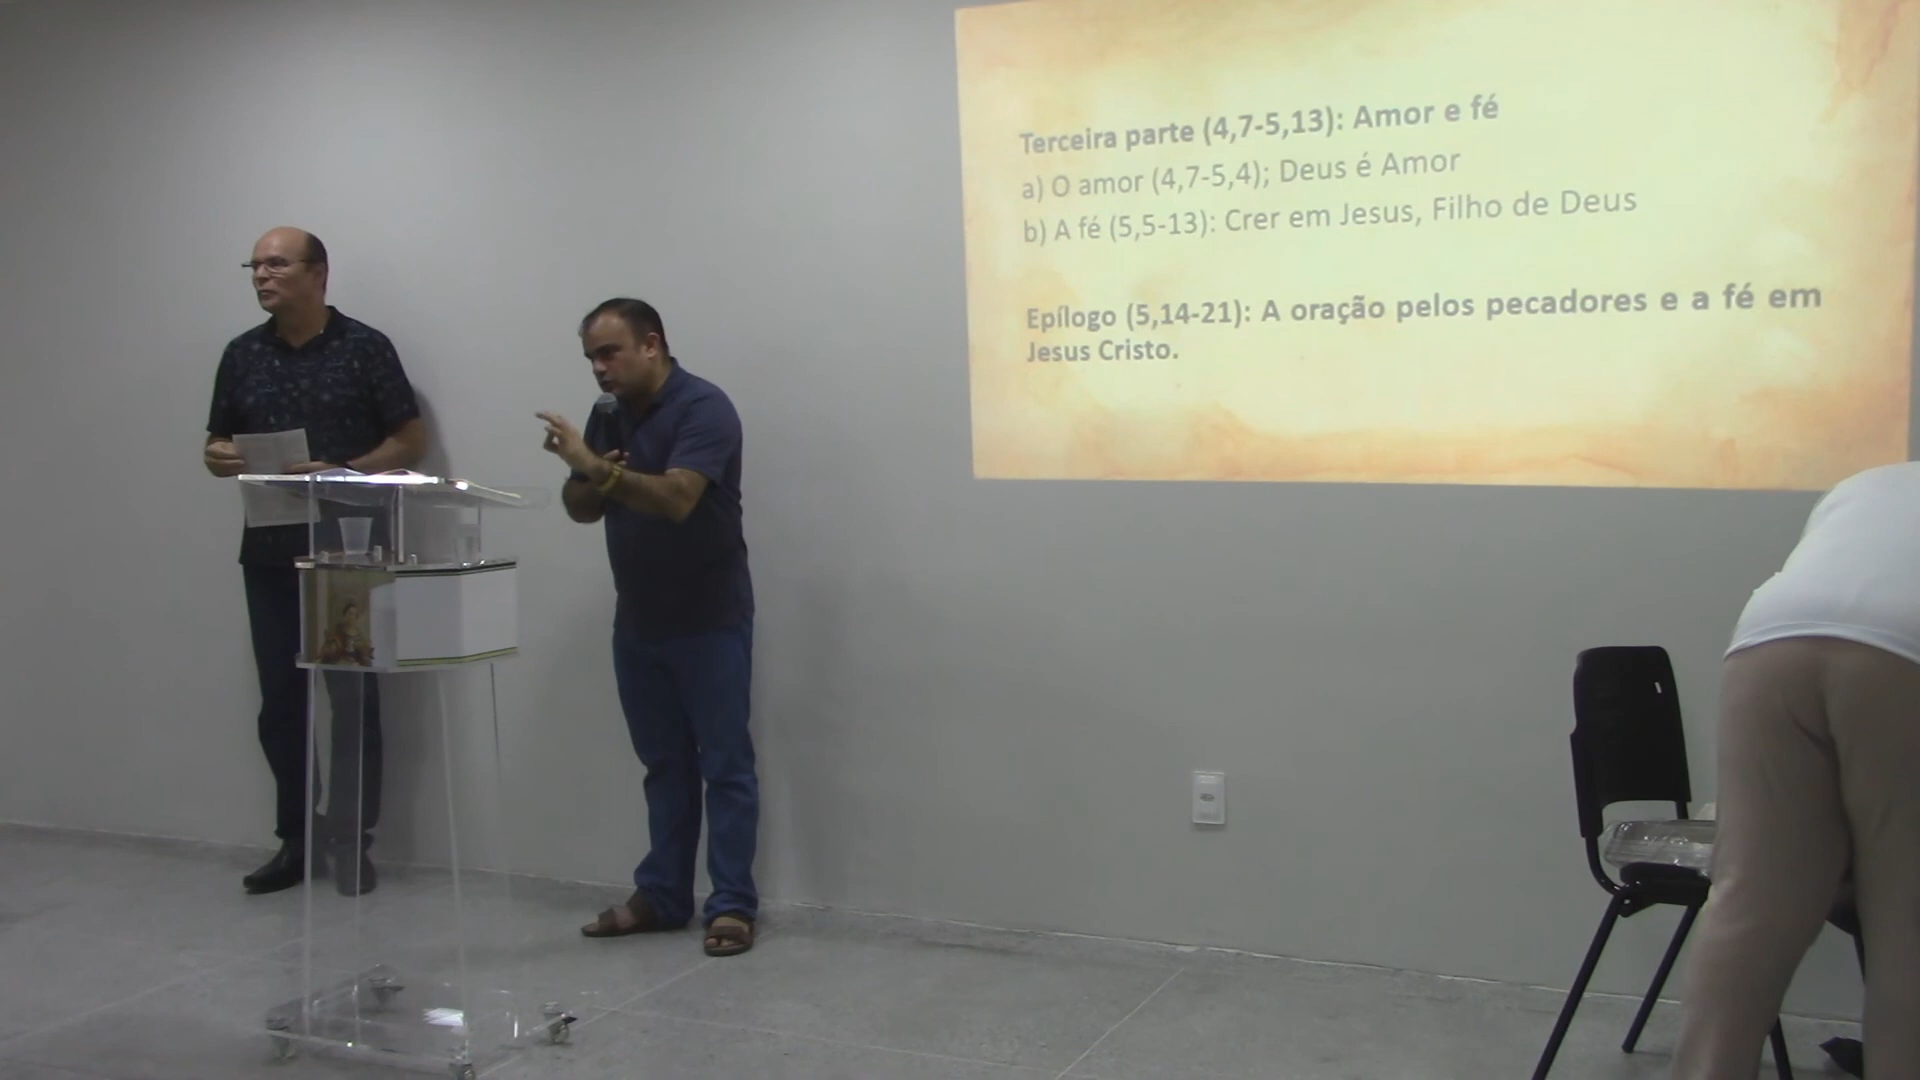 Terceira parte (4,7-5,13): Amor e fé
a) O amor (4,7-5,4); Deus é Amor
b) A fé (5,5-13): Crer em Jesus, Filho de Deus
Epílogo (5,14-21): A oração pelos pecadores e a fé em
Jesus Cristo.